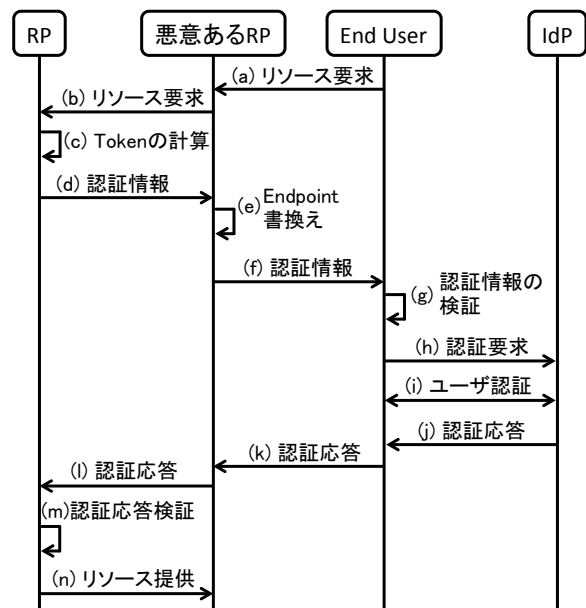 RP
悪意あるRP
End User
IdP
(a) リソース要求
(b) リソース要求
(c) Tokenの計算
(d) 認証情報
(e) Endpoint
書換え
(f) 認証情報
(g) 認証情報の
検証
(h) 認証要求
(i) ユーザ認証
(j) 認証応答
(k) 認証応答
(l) 認証応答
(m)認証応答検証
(n) リソース提供